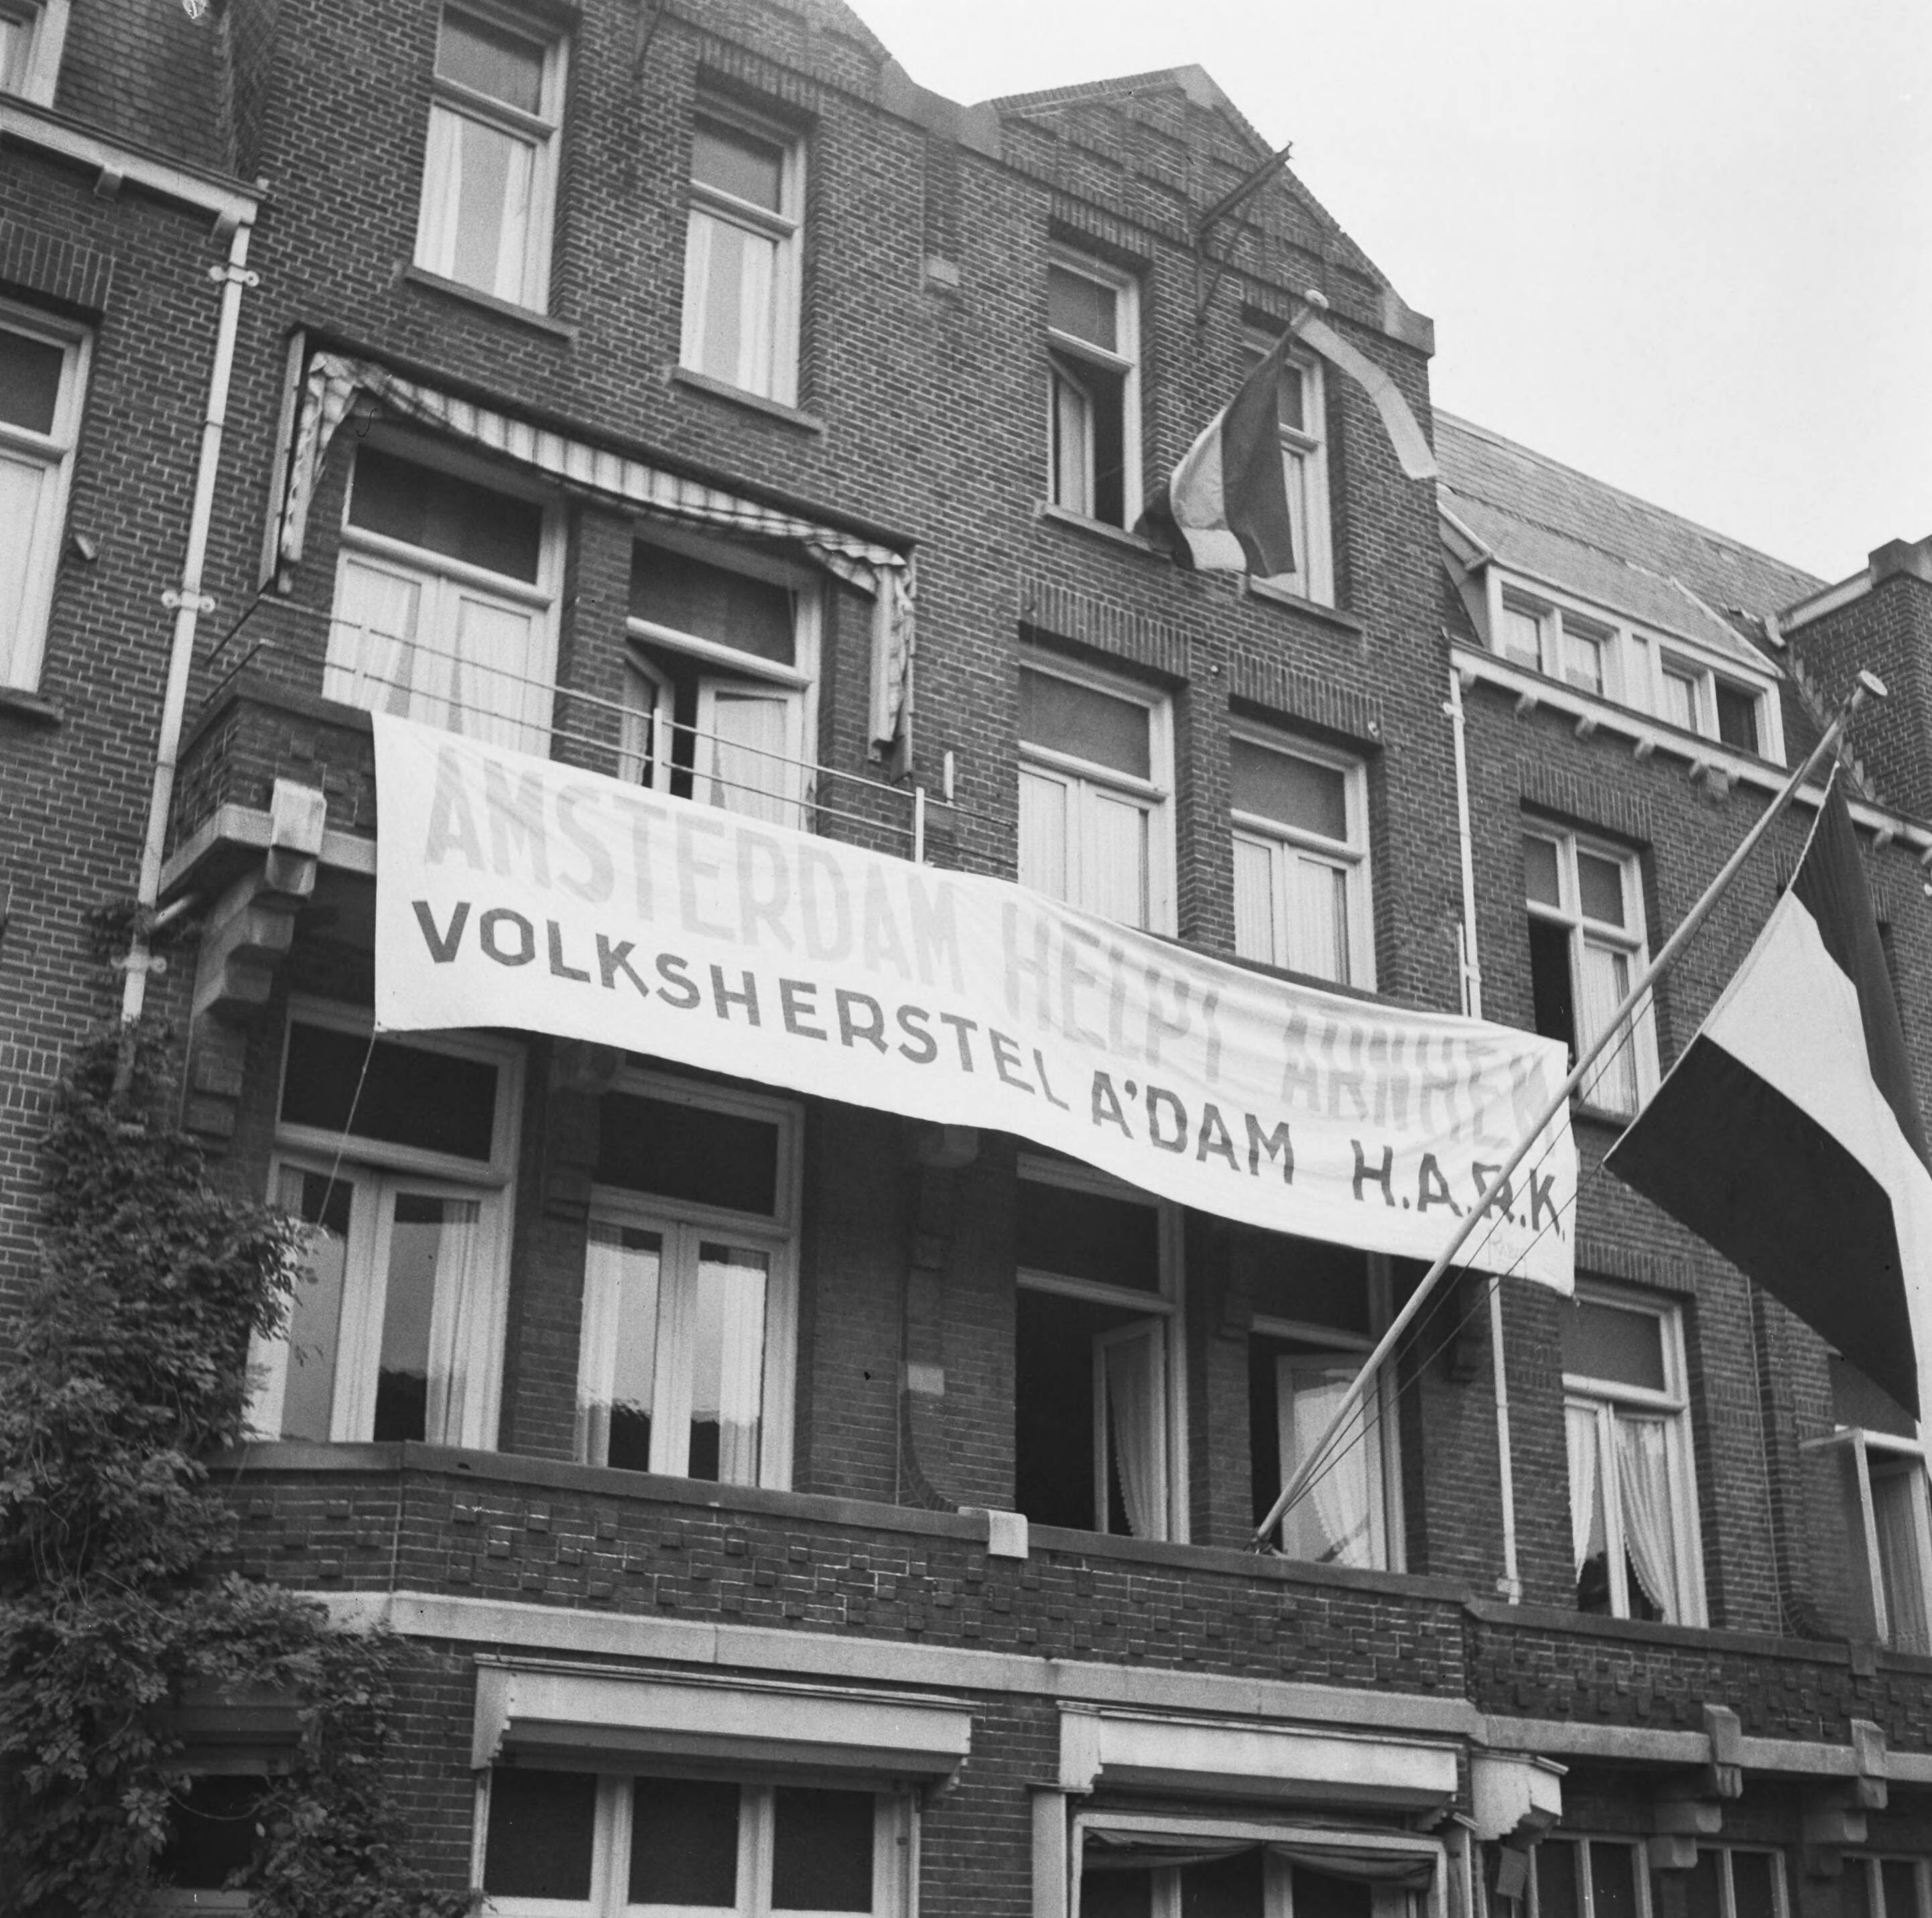 AMSTERDAM HELPT ARNHEM
VOLKSHERSTEL A'DAM H.A.R.K.